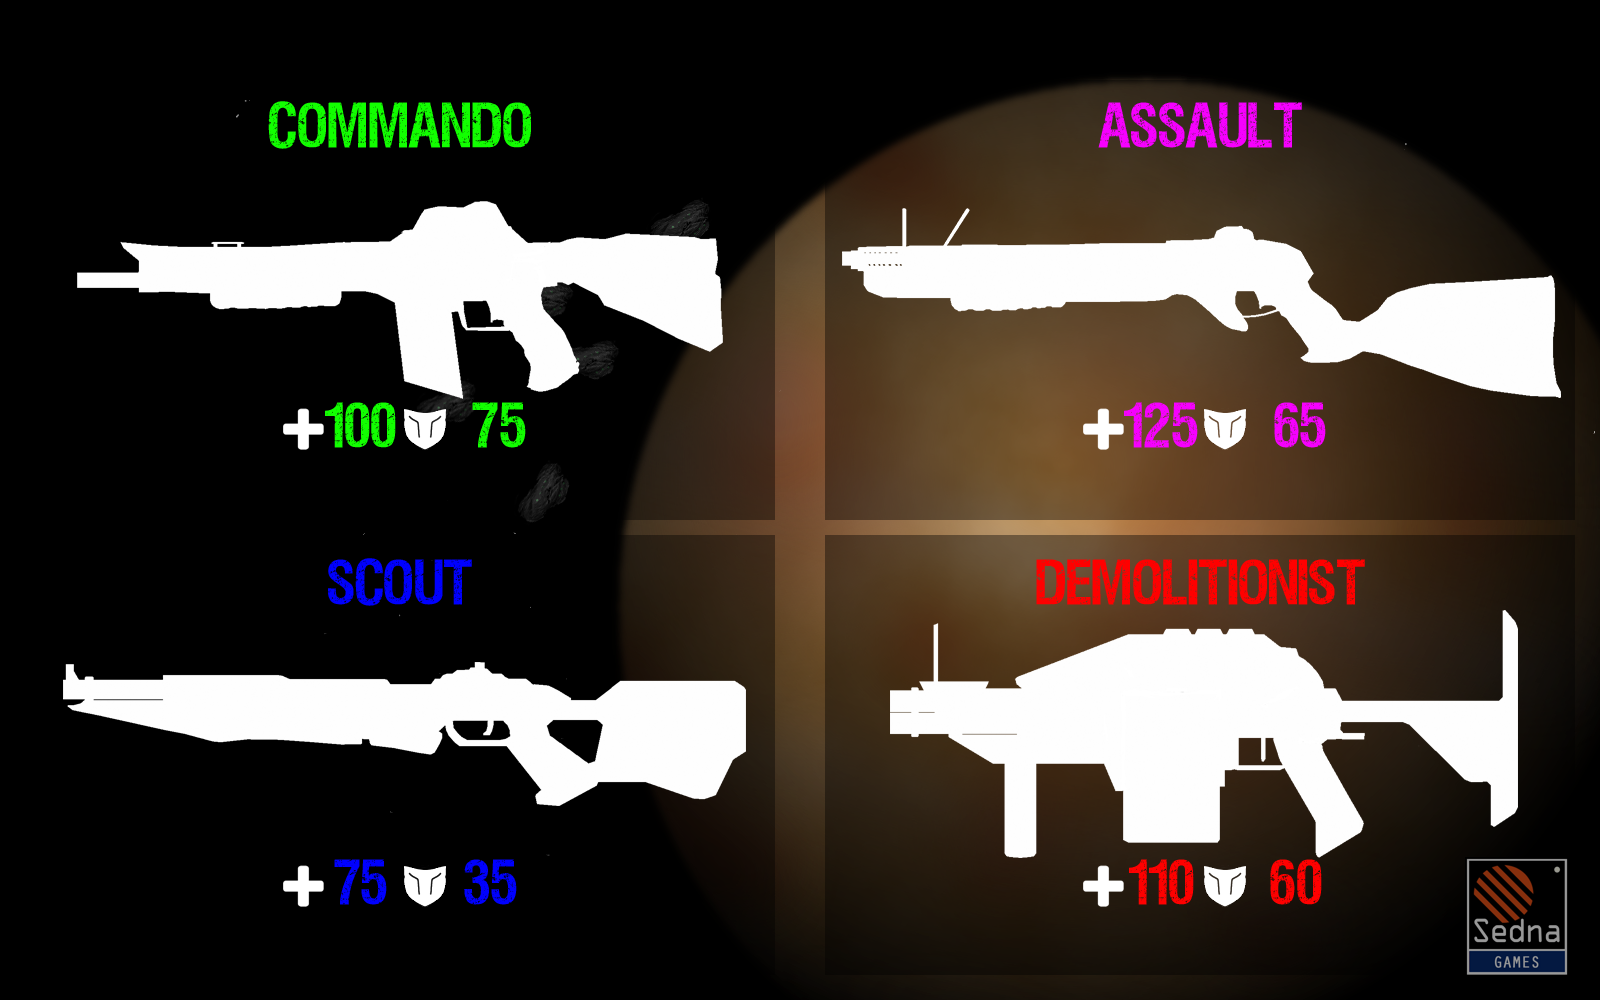 COMMANDO
ASSAULT
100 75
125 65
SCOUT
DEMOLITIONIST
75 35
110 60
Sedna
GAMES